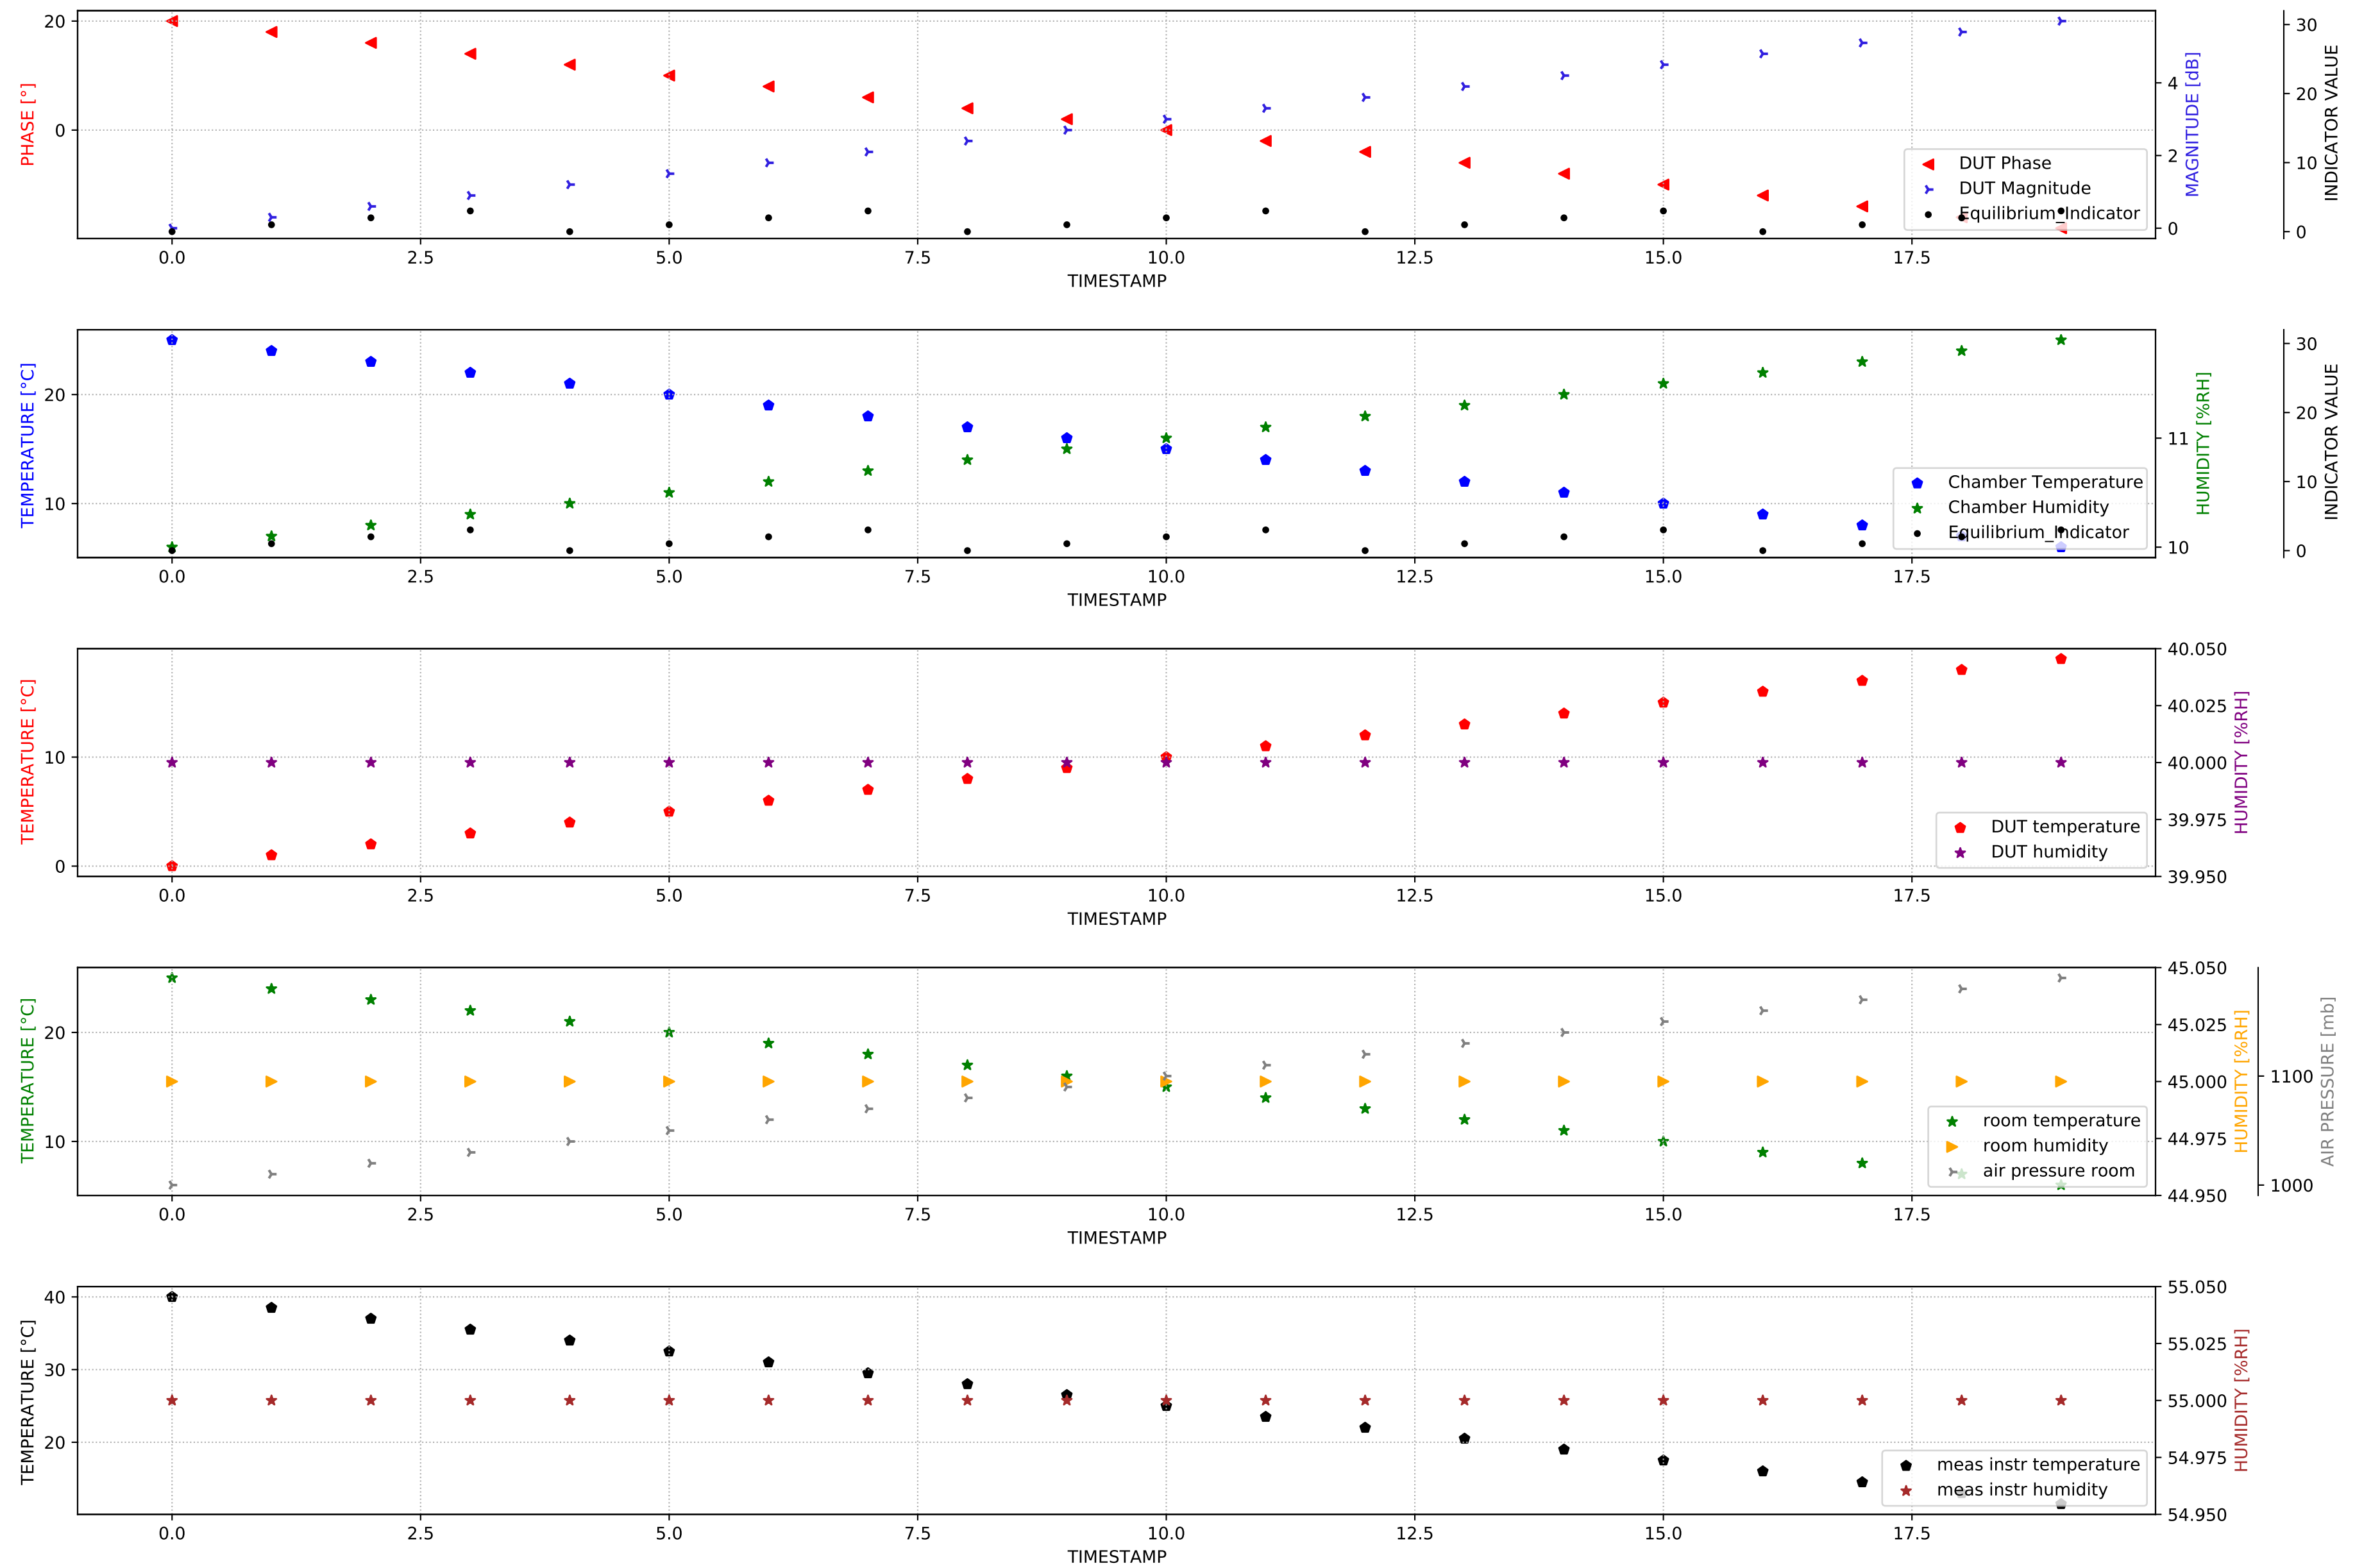 PHASE [°]
20
0
MAGNITUDE [dB]
4
2
0
INDICATOR VALUE
30
20
10
0
DUT Phase
DUT Magnitude
Equilibrium_Indicator
0.0 2.5 5.0 7.5 10.0 12.5 15.0 17.5
TIMESTAMP
TEMPERATURE [°C]
20
10
HUMIDITY [%RH]
11
10
INDICATOR VALUE
30
20
10
0
Chamber Temperature
Chamber Humidity
Equilibrium_Indicator
0.0 2.5 5.0 7.5 10.0 12.5 15.0 17.5
TIMESTAMP
TEMPERATURE [°C]
10
0
HUMIDITY [%RH]
40.050
40.025
40.000
39.975
39.950
DUT temperature
DUT humidity
0.0 2.5 5.0 7.5 10.0 12.5 15.0 17.5
TIMESTAMP
TEMPERATURE [°C]
20
10
HUMIDITY [%RH]
45.050
45.025
45.000
44.975
44.950
AIR PRESSURE [mb]
1100
1000
room temperature
room humidity
air pressure room
0.0 2.5 5.0 7.5 10.0 12.5 15.0 17.5
TIMESTAMP
TEMPERATURE [°C]
40
30
20
HUMIDITY [%RH]
55.050
55.025
55.000
54.975
54.950
meas instr temperature
meas instr humidity
0.0 2.5 5.0 7.5 10.0 12.5 15.0 17.5
TIMESTAMP